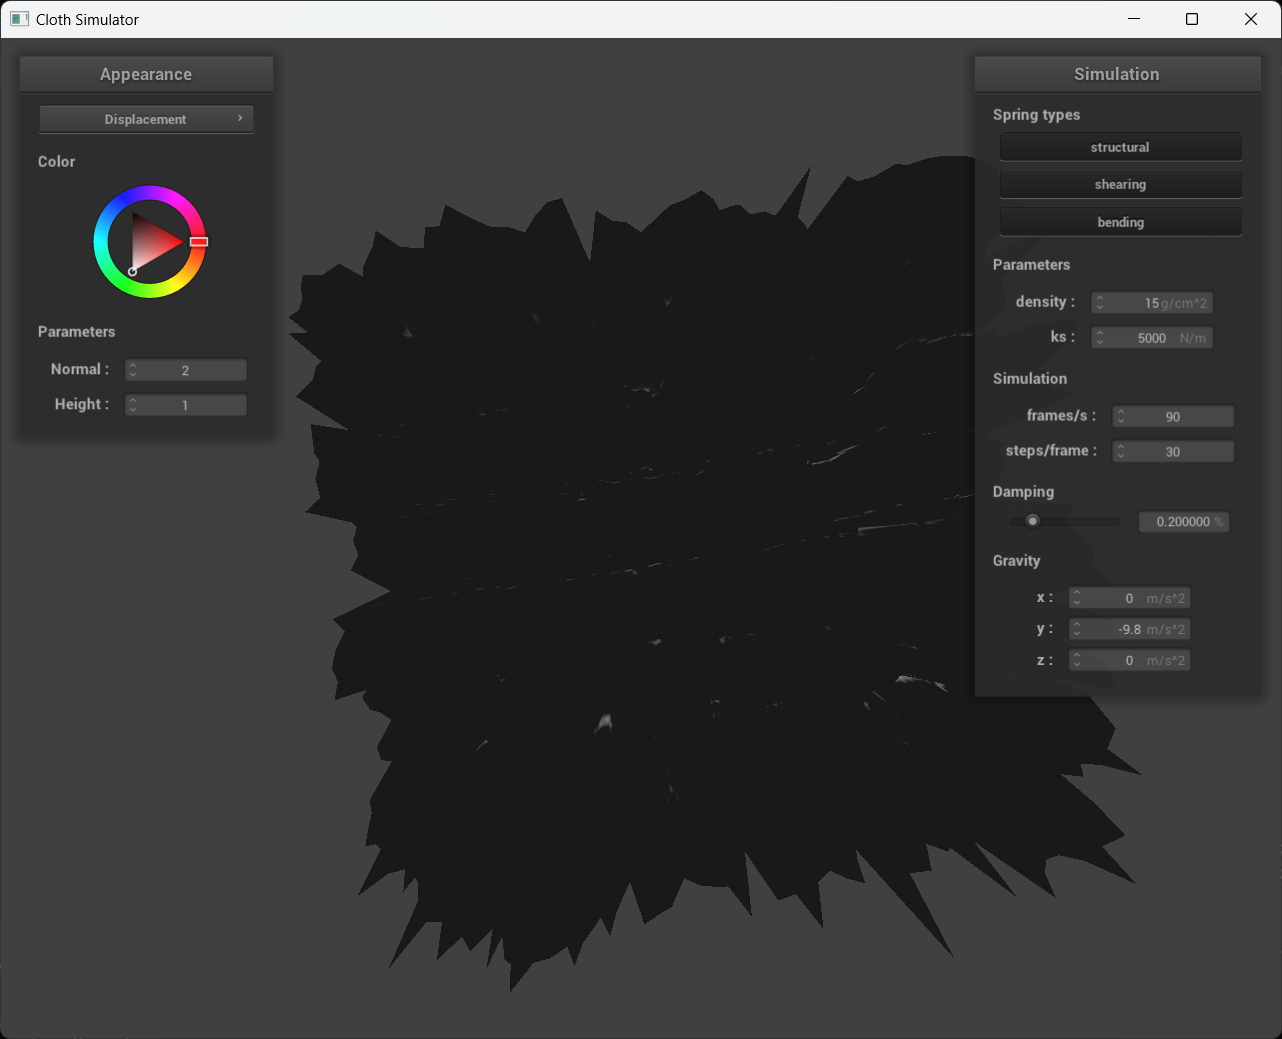 Cloth Simulator
Appearance
Displacement
Color
Parameters
Normal : 2
Height : 1
Simulation
Spring types
structural
shearing
bending
Parameters
density : 15 g/cm^2
ks : 5000 N/m
Simulation
frames/s : 90
steps/frame : 30
Damping
0.200000 %
Gravity
x : 0 m/s^2
y : -9.8 m/s^2
z : 0 m/s^2